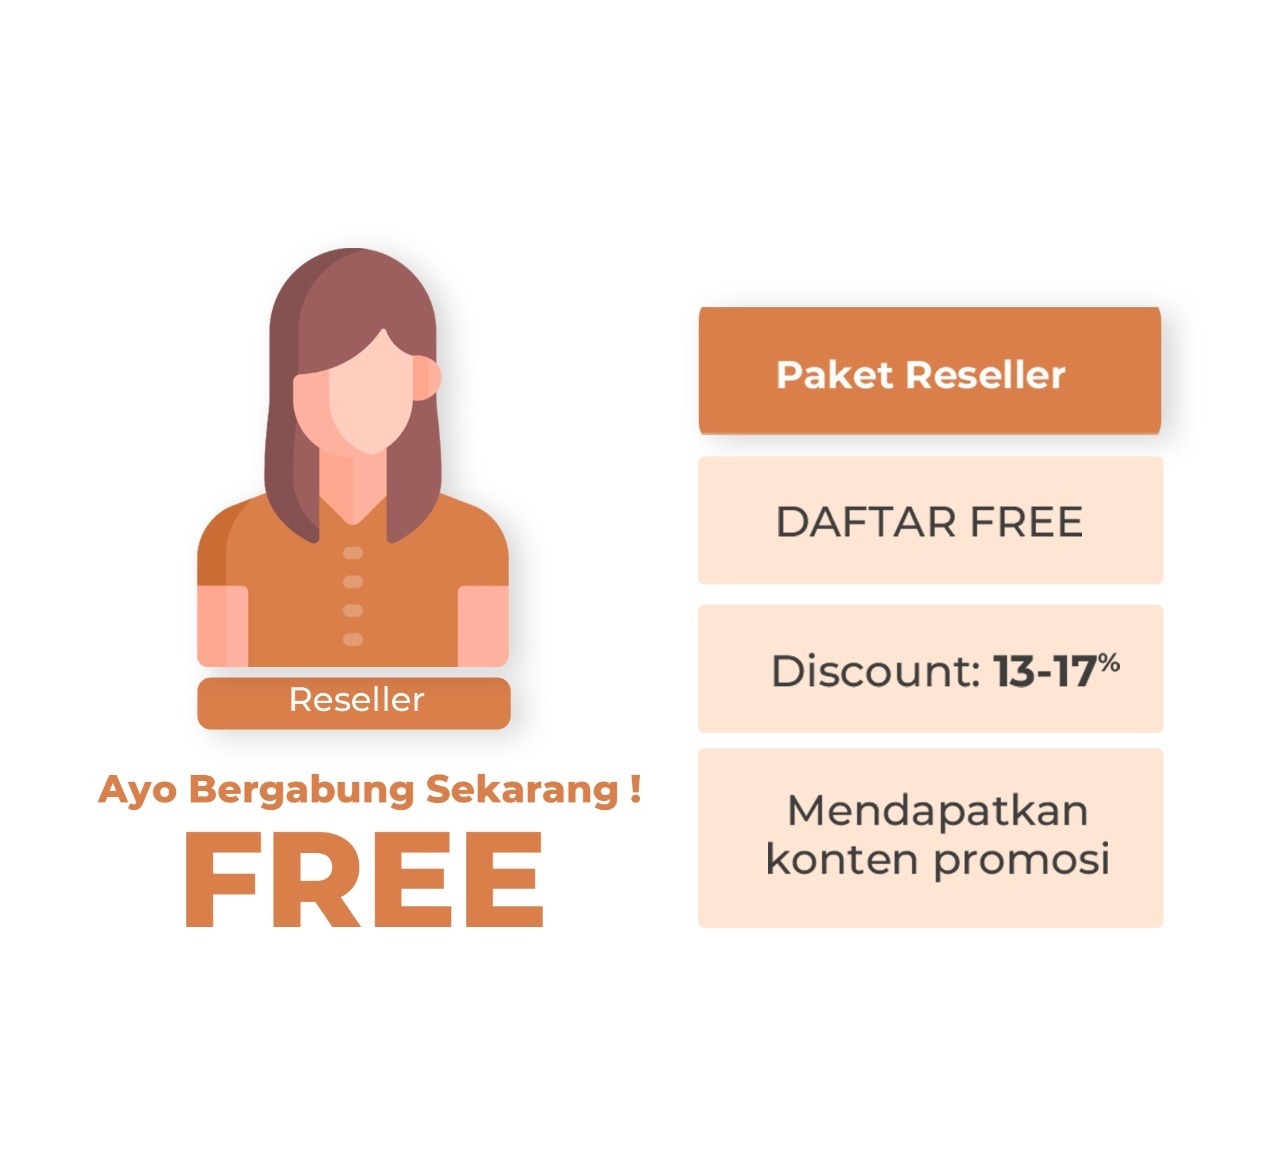 Reseller
Ayo Bergabung Sekarang !
FREE
Paket Reseller
DAFTAR FREE
Discount: 13-17%
Mendapatkan
konten promosi